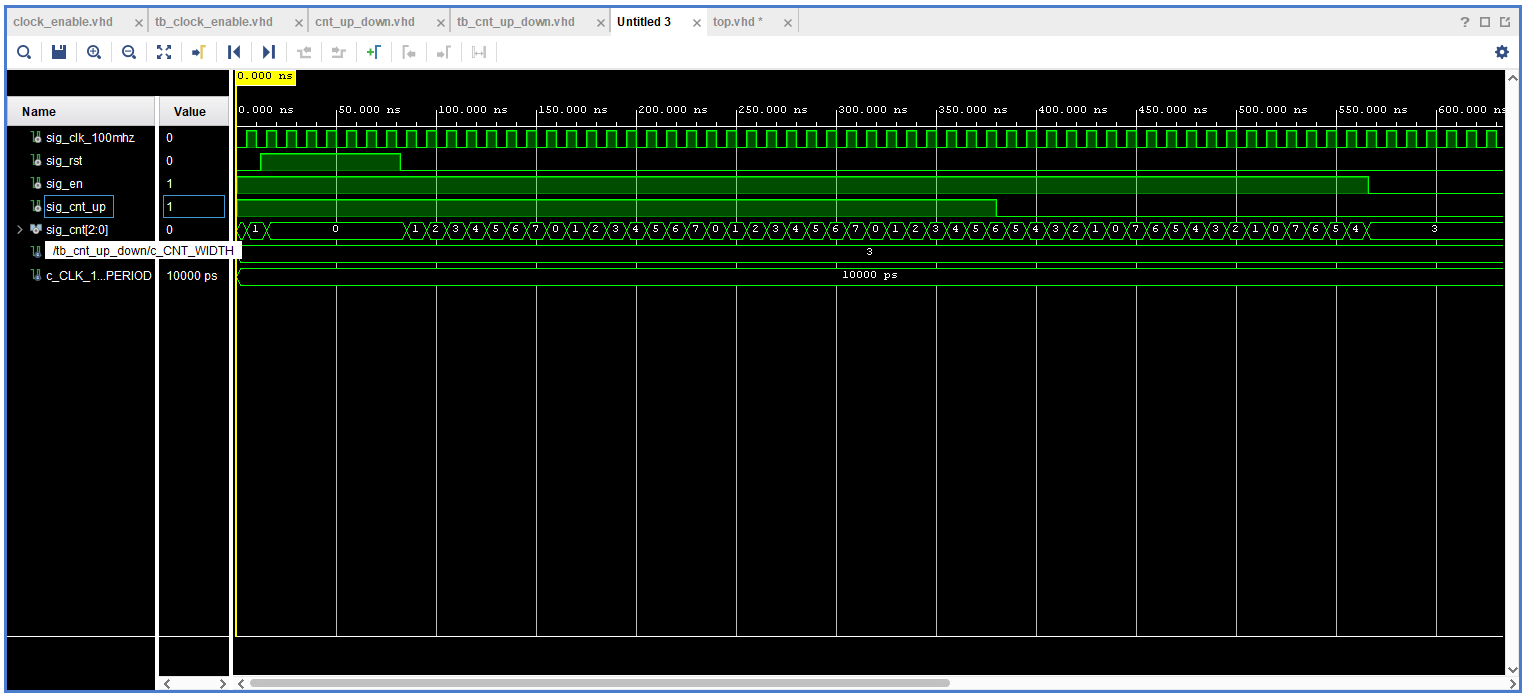 clock_enable.vhd × tb_clock_enable.vhd × cnt_up_down.vhd × tb_cnt_up_down.vhd × Untitled 3 × top.vhd * × ?
0.000 ns
Name Value
0.000 ns 50.000 ns 100.000 ns 150.000 ns 200.000 ns 250.000 ns 300.000 ns 350.000 ns 400.000 ns 450.000 ns 500.000 ns 550.000 ns 600.000 ns
sig_clk_100mhz 0
sig_rst 0
sig_en 1
sig_cnt_up 1
sig_cnt[2:0] 0 1 0 1 2 3 4 5 6 7 0 1 2 3 4 5 6 7 0 1 2 3 4 5 6 7 0 1 2 3 4 5 6 5 4 3 2 1 0 7 6 5 4 3 2 1 0 7 6 5 4 3
/tb_cnt_up_down/c_CNT_WIDTH 3
c_CLK_1...PERIOD 10000 ps 10000 ps